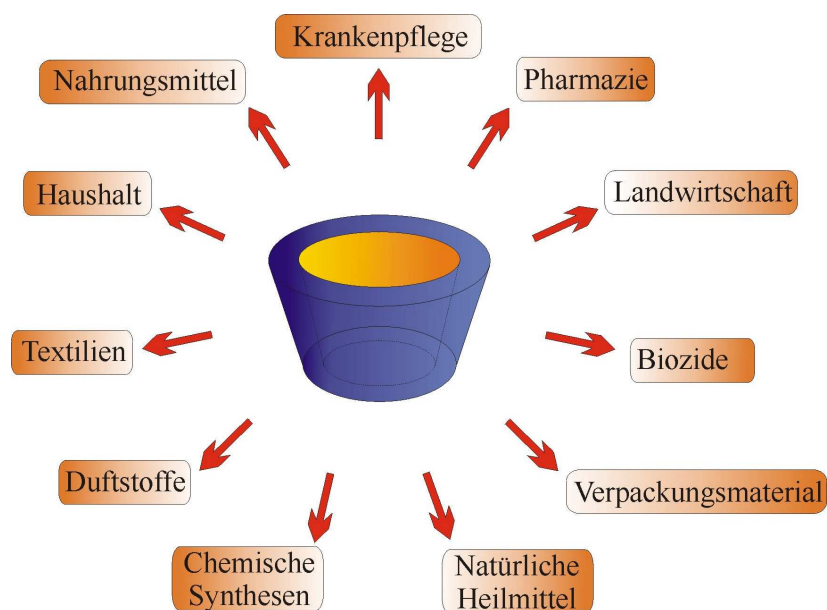 Krankenpflege
Nahrungsmittel
Pharmazie
Haushalt
Landwirtschaft
Textilien
Biozide
Duftstoffe
Verpackungsmaterial
Chemische
Synthesen
Natürliche
Heilmittel